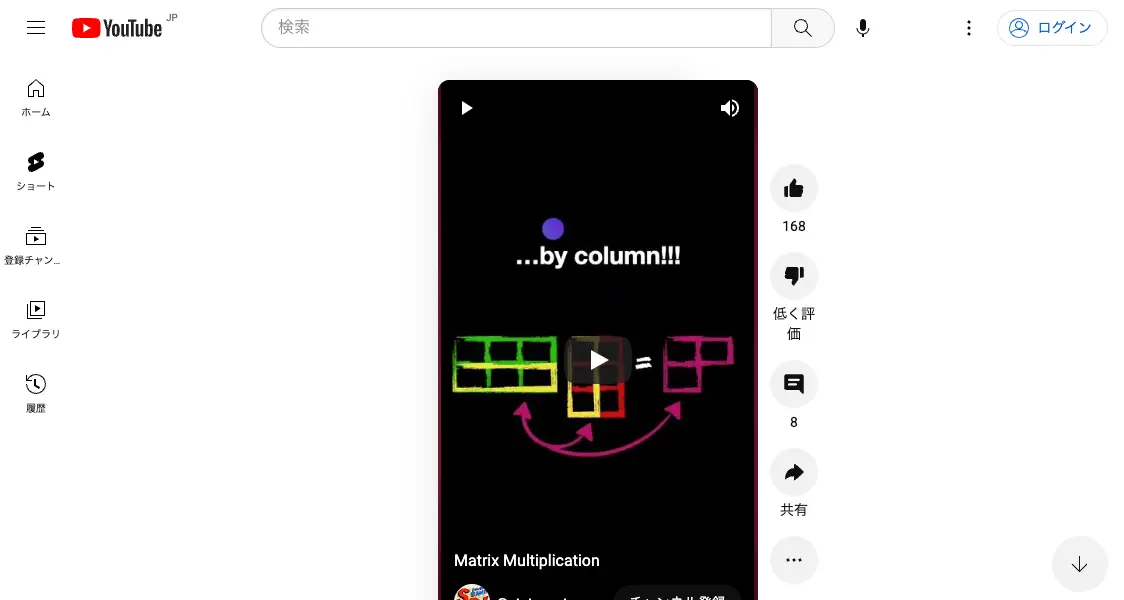 YouTube JP
検索
ログイン
ホーム
ショート
登録チャン...
ライブラリ
履歴
...by column!!!
=
Matrix Multiplication
チャンネル登録
168
低く評
価
8
共有